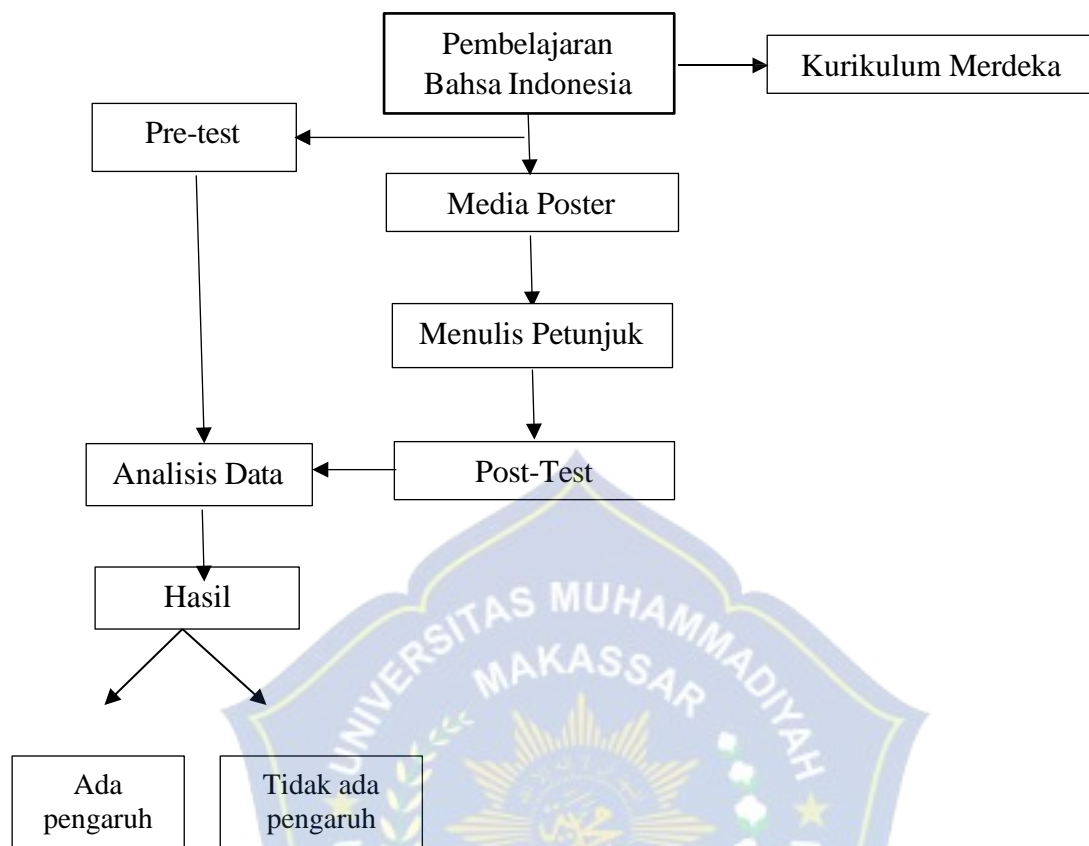 Pembelajaran
Bahsa Indonesia
Kurikulum Merdeka
Pre-test
Media Poster
Menulis Petunjuk
Analisis Data
Post-Test
Hasil
UNIVERSITAS MUHAMMADIYAH
MAKASSAR
Ada
pengaruh
Tidak ada
pengaruh